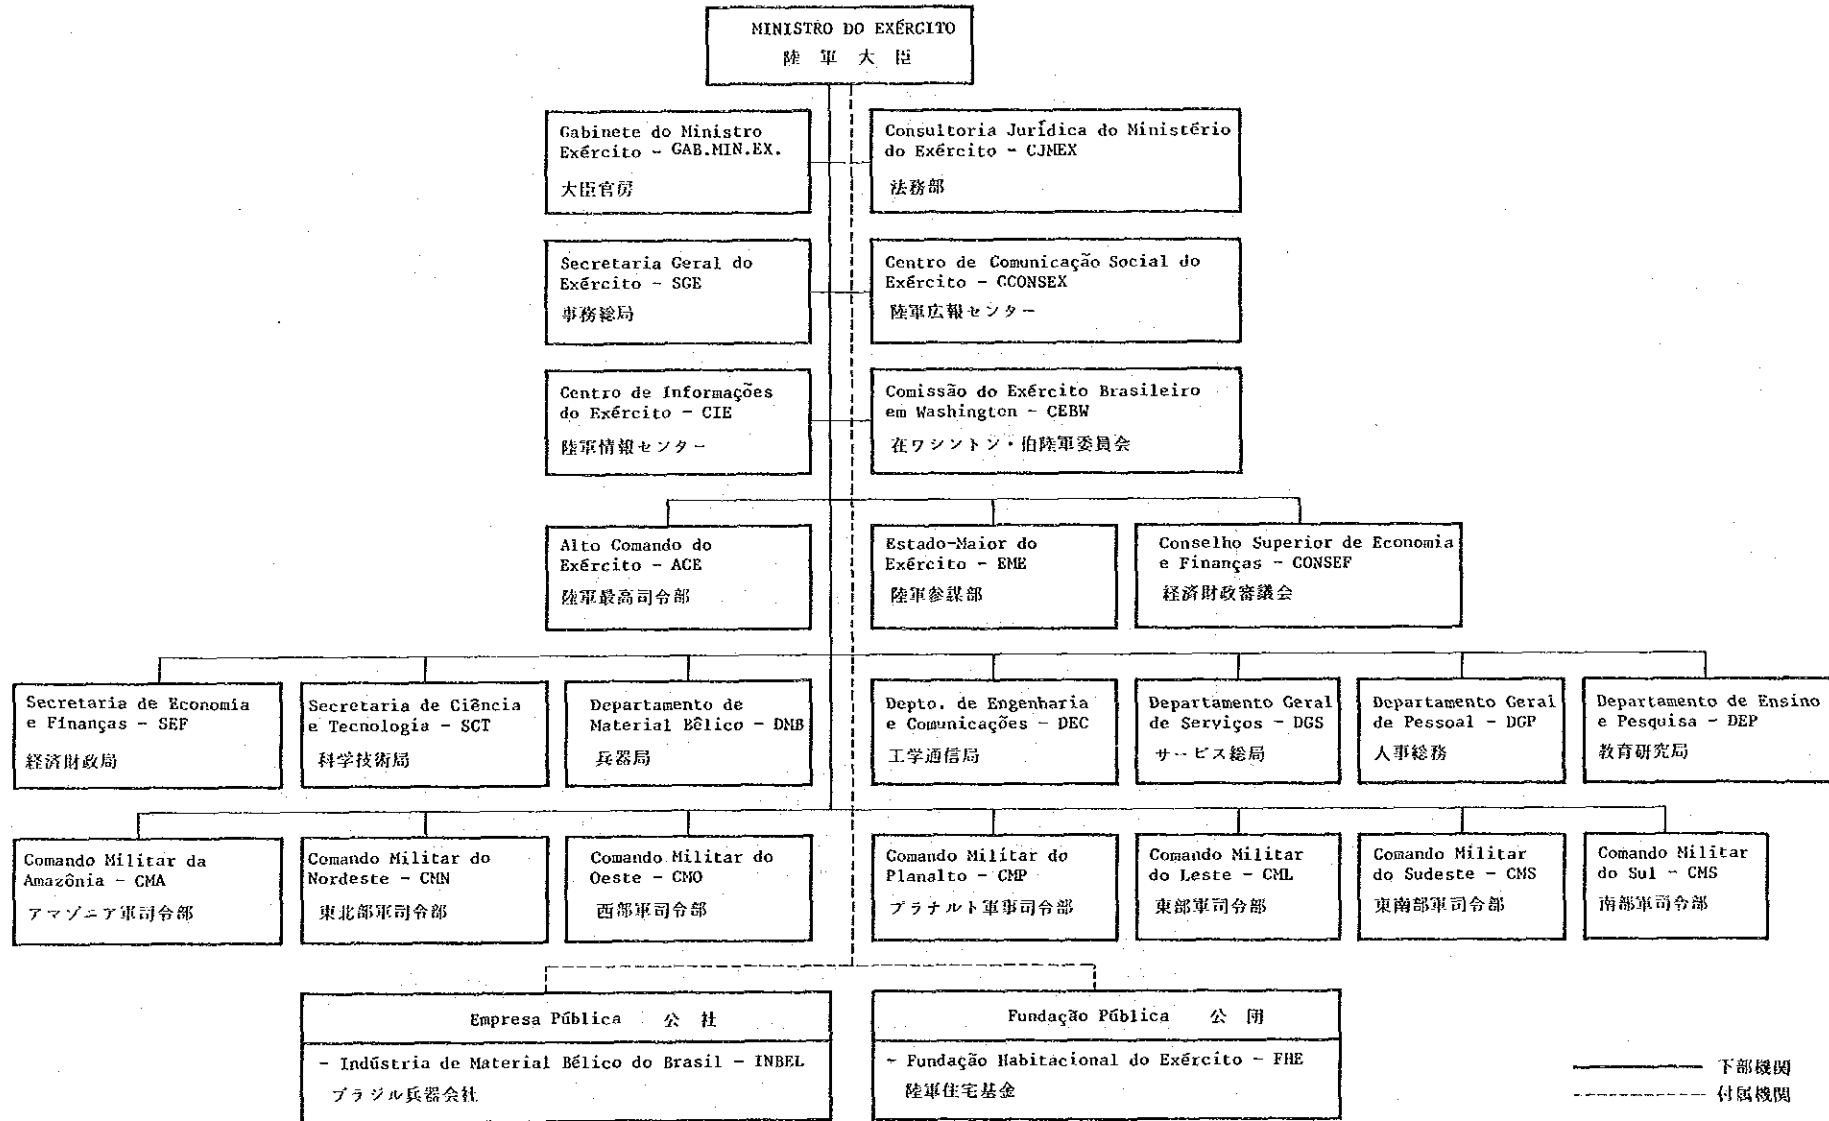 MINISTRO DO EXÉRCITO
陸軍大臣
Gabinete do Ministro
Exército - GAB.MIN.EX.
大臣官房
Consultoria Jurídica do Ministério
do Exército - CJMEX
法務部
Secretaria Geral do
Exército - SGE
事務総局
Centro de Comunicação Social do
Exército - CCONSEX
陸軍広報センター
Centro de Informações
do Exército - CIE
陸軍情報センター
Comissão do Exército Brasileiro
em Washington - CEBW
在ワシントン・伯陸軍委員会
Alto Comando do
Exército - ACE
陸軍最高司令部
Estado-Maior do
Exército - EME
陸軍参謀部
Conselho Superior de Economia
e Finanças - CONSEF
経済財政審議会
Secretaria de Economia
e Finanças - SEF
経済財政局
Secretaria de Ciência
e Tecnologia - SCT
科学技術局
Departamento de
Material Bélico - DMB
兵器局
Depto. de Engenharia
e Comunicações - DEC
工学通信局
Departamento Geral
de Serviços - DGS
サービス総局
Departamento Geral
de Pessoal - DGP
人事総務
Departamento de Ensino
e Pesquisa - DEP
教育研究局
Comando Militar da
Amazônia - CMA
アマゾニア軍司令部
Comando Militar do
Nordeste - CMN
東北部軍司令部
Comando Militar do
Oeste - CMO
西部軍司令部
Comando Militar do
Planalto - CMP
プラナルト軍事司令部
Comando Militar
do Leste - CML
東部軍司令部
Comando Militar
do Sudeste - CMS
東南部軍司令部
Comando Militar
do Sul - CMS
南部軍司令部
Empresa Pública 公社
- Indústria de Material Bélico do Brasil - INBEL
ブラジル兵器会社
Fundação Pública 公団
- Fundação Habitacional do Exército - FHE
陸軍住宅基金
下部機関
付属機関